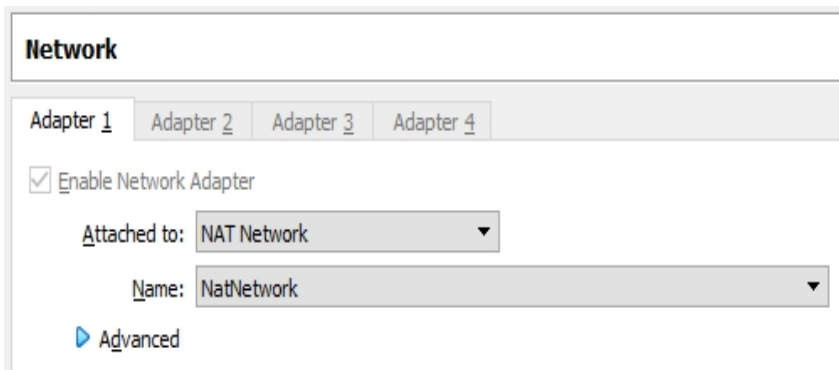 Network
Adapter 1 Adapter 2 Adapter 3 Adapter 4
Enable Network Adapter
Attached to: NAT Network
Name: NatNetwork
Advanced